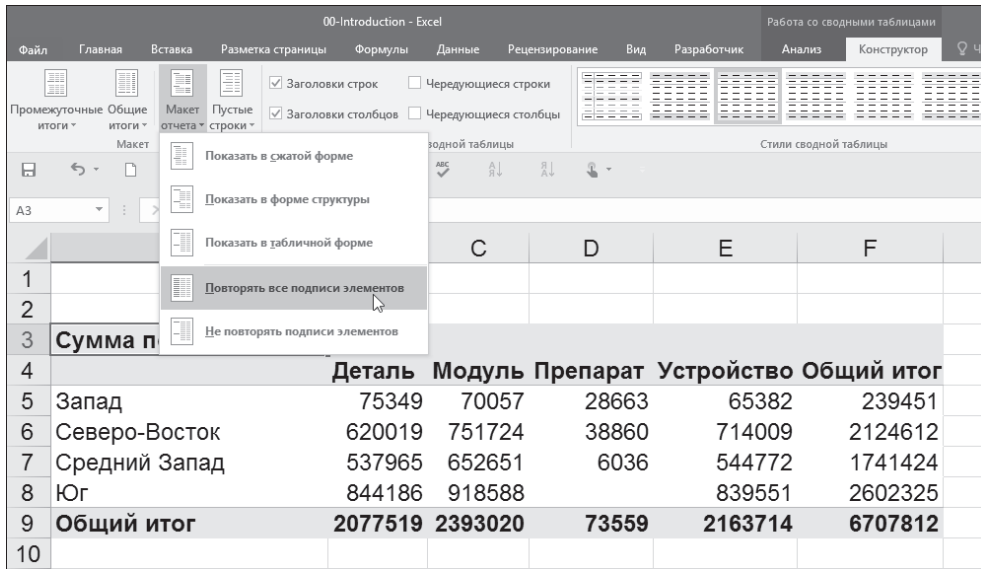 00-Introduction - Excel
Работа со сводными таблицами
Файл Главная Вставка Разметка страницы Формулы Данные Рецензирование Вид Разработчик Анализ Конструктор
Заголовки строк Чередующиеся строки
Промежуточные Общие Макет Пустые
итоги итоги отчета строки
Заголовки столбцов Чередующиеся столбцы
Макет
водной таблицы
Стили сводной таблицы
Показать в сжатой форме
Показать в форме структуры
Показать в табличной форме
Повторять все подписи элементов
Не повторять подписи элементов
ABC
A3
C D E F
1
2
3 Сумма п
4 Деталь Модуль Препарат Устройство Общий итог
5 Запад 75349 70057 28663 65382 239451
6 Северо-Восток 620019 751724 38860 714009 2124612
7 Средний Запад 537965 652651 6036 544772 1741424
8 Юг 844186 918588 839551 2602325
9 Общий итог 2077519 2393020 73559 2163714 6707812
10